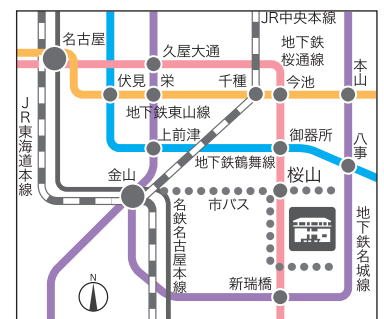 JR中央本線
名古屋
久屋大通
地下鉄
桜通線
本山
伏見
栄
千種
今池
地下鉄東山線
JR東海道本線
上前津
御器所
八事
地下鉄鶴舞線
金山
桜山
市バス
名鉄名古屋本線
地下鉄名城線
新瑞橋
N